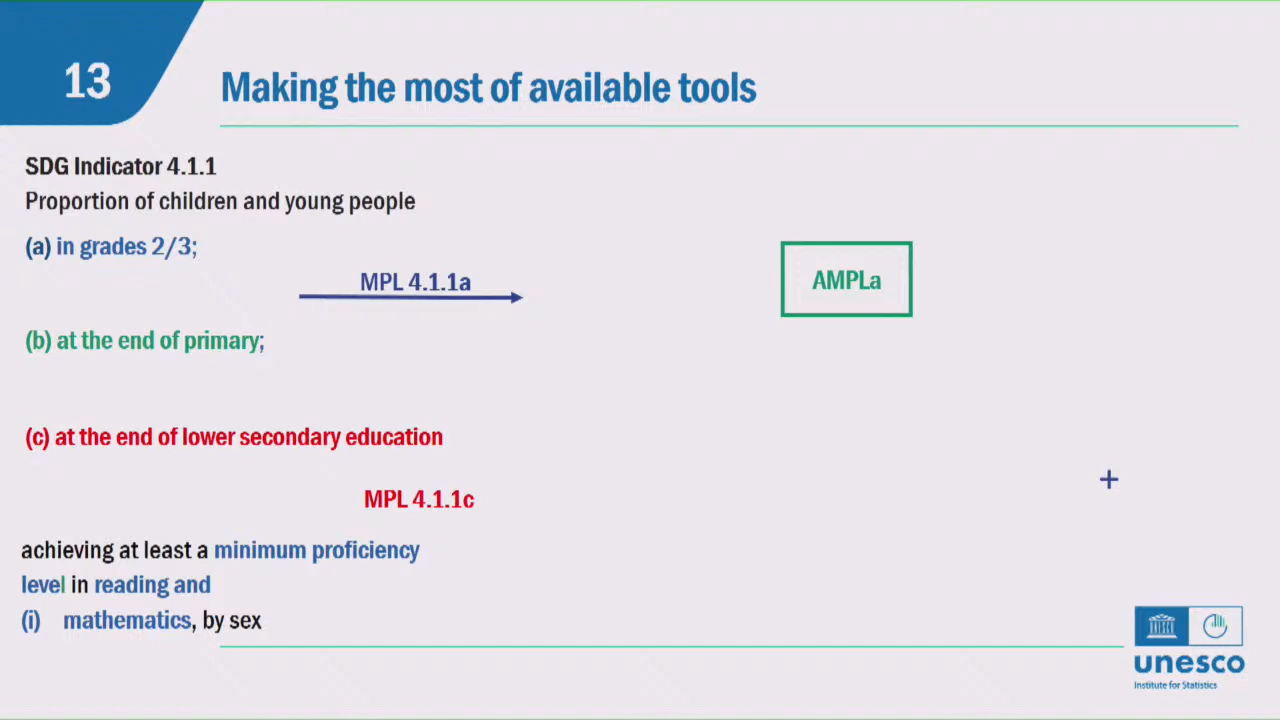 13
Making the most of available tools
SDG Indicator 4.1.1
Proportion of children and young people
(a) in grades 2/3;
MPL 4.1.1a
AMPLa
(b) at the end of primary;
(c) at the end of lower secondary education
+
MPL 4.1.1c
achieving at least a minimum proficiency
level in reading and
(i) mathematics, by sex
unesco
Institute for Statistics